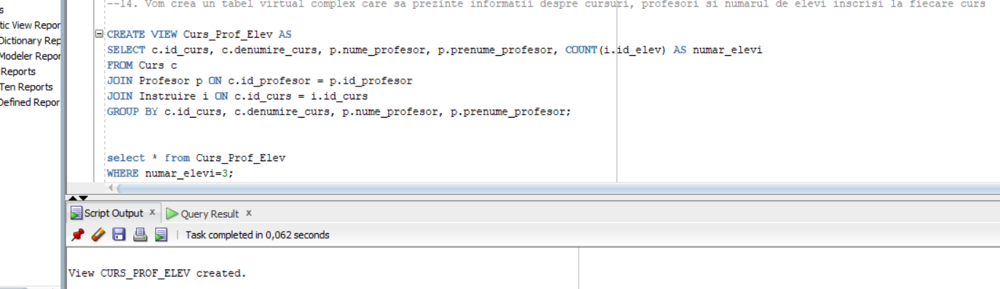 s
tic View Repor
Dictionary Rep
Modeler Repor
Reports
Ten Reports
Defined Repor
--14. Vom crea un tabel virtual complex care sa prezinte informatii despre cursuri, profesori si numarul de elevi inscrisi la fiecare curs
CREATE VIEW Curs_Prof_Elev AS
SELECT c.id_curs, c.denumire_curs, p.nume_profesor, p.prenume_profesor, COUNT(i.id_elev) AS numar_elevi
FROM Curs c
JOIN Profesor p ON c.id_profesor = p.id_profesor
JOIN Instruire i ON c.id_curs = i.id_curs
GROUP BY c.id_curs, c.denumire_curs, p.nume_profesor, p.prenume_profesor;
select * from Curs_Prof_Elev
WHERE numar_elevi=3;
Script Output x Query Result x
Task completed in 0,062 seconds
View CURS_PROF_ELEV created.